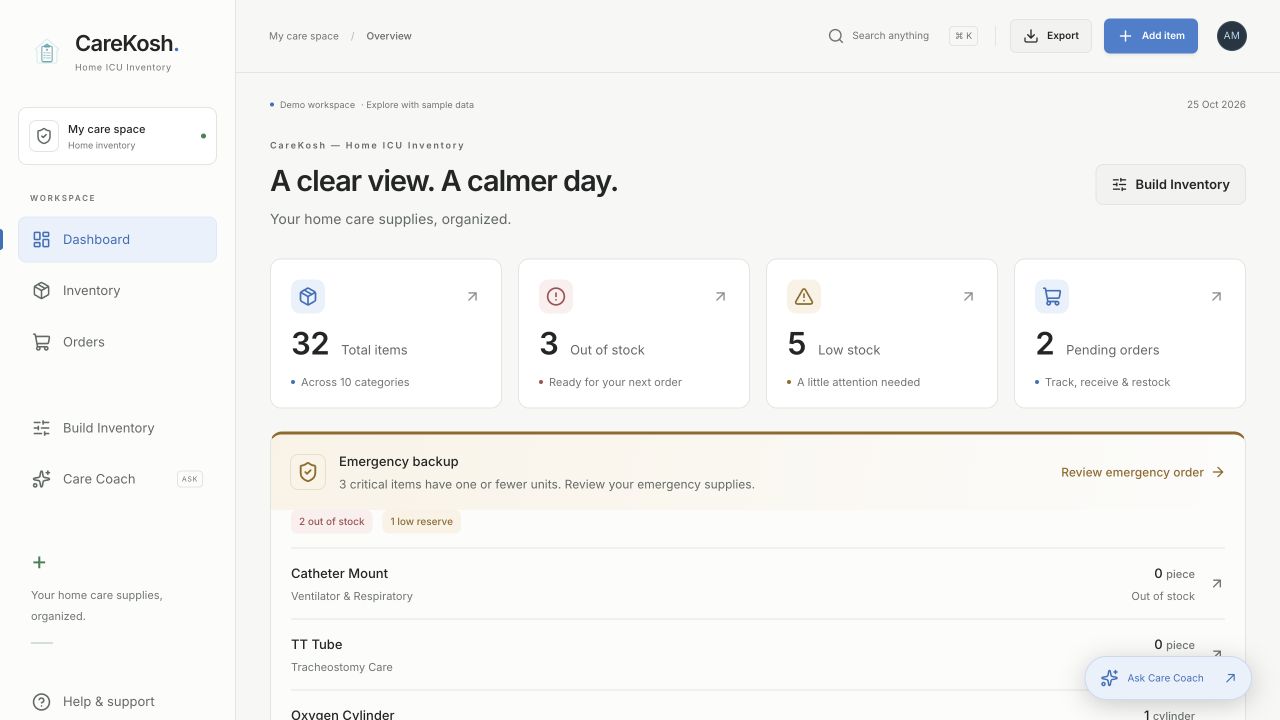 CareKosh.
Home ICU Inventory
My care space
Home inventory
WORKSPACE
Dashboard
Inventory
Orders
Build Inventory
Care Coach ASK
Your home care supplies,
organized.
Help & support
My care space / Overview
Search anything ⌘ K
Export
Add item
AM
Demo workspace · Explore with sample data
25 Oct 2026
CareKosh — Home ICU Inventory
A clear view. A calmer day.
Your home care supplies, organized.
Build Inventory
32 Total items
Across 10 categories
3 Out of stock
Ready for your next order
5 Low stock
A little attention needed
2 Pending orders
Track, receive & restock
Emergency backup
3 critical items have one or fewer units. Review your emergency supplies.
Review emergency order
2 out of stock
1 low reserve
Catheter Mount
Ventilator & Respiratory
0 piece
Out of stock
TT Tube
Tracheostomy Care
0 piece
Ask Care Coach
Oxygen Cylinder
1 cylinder